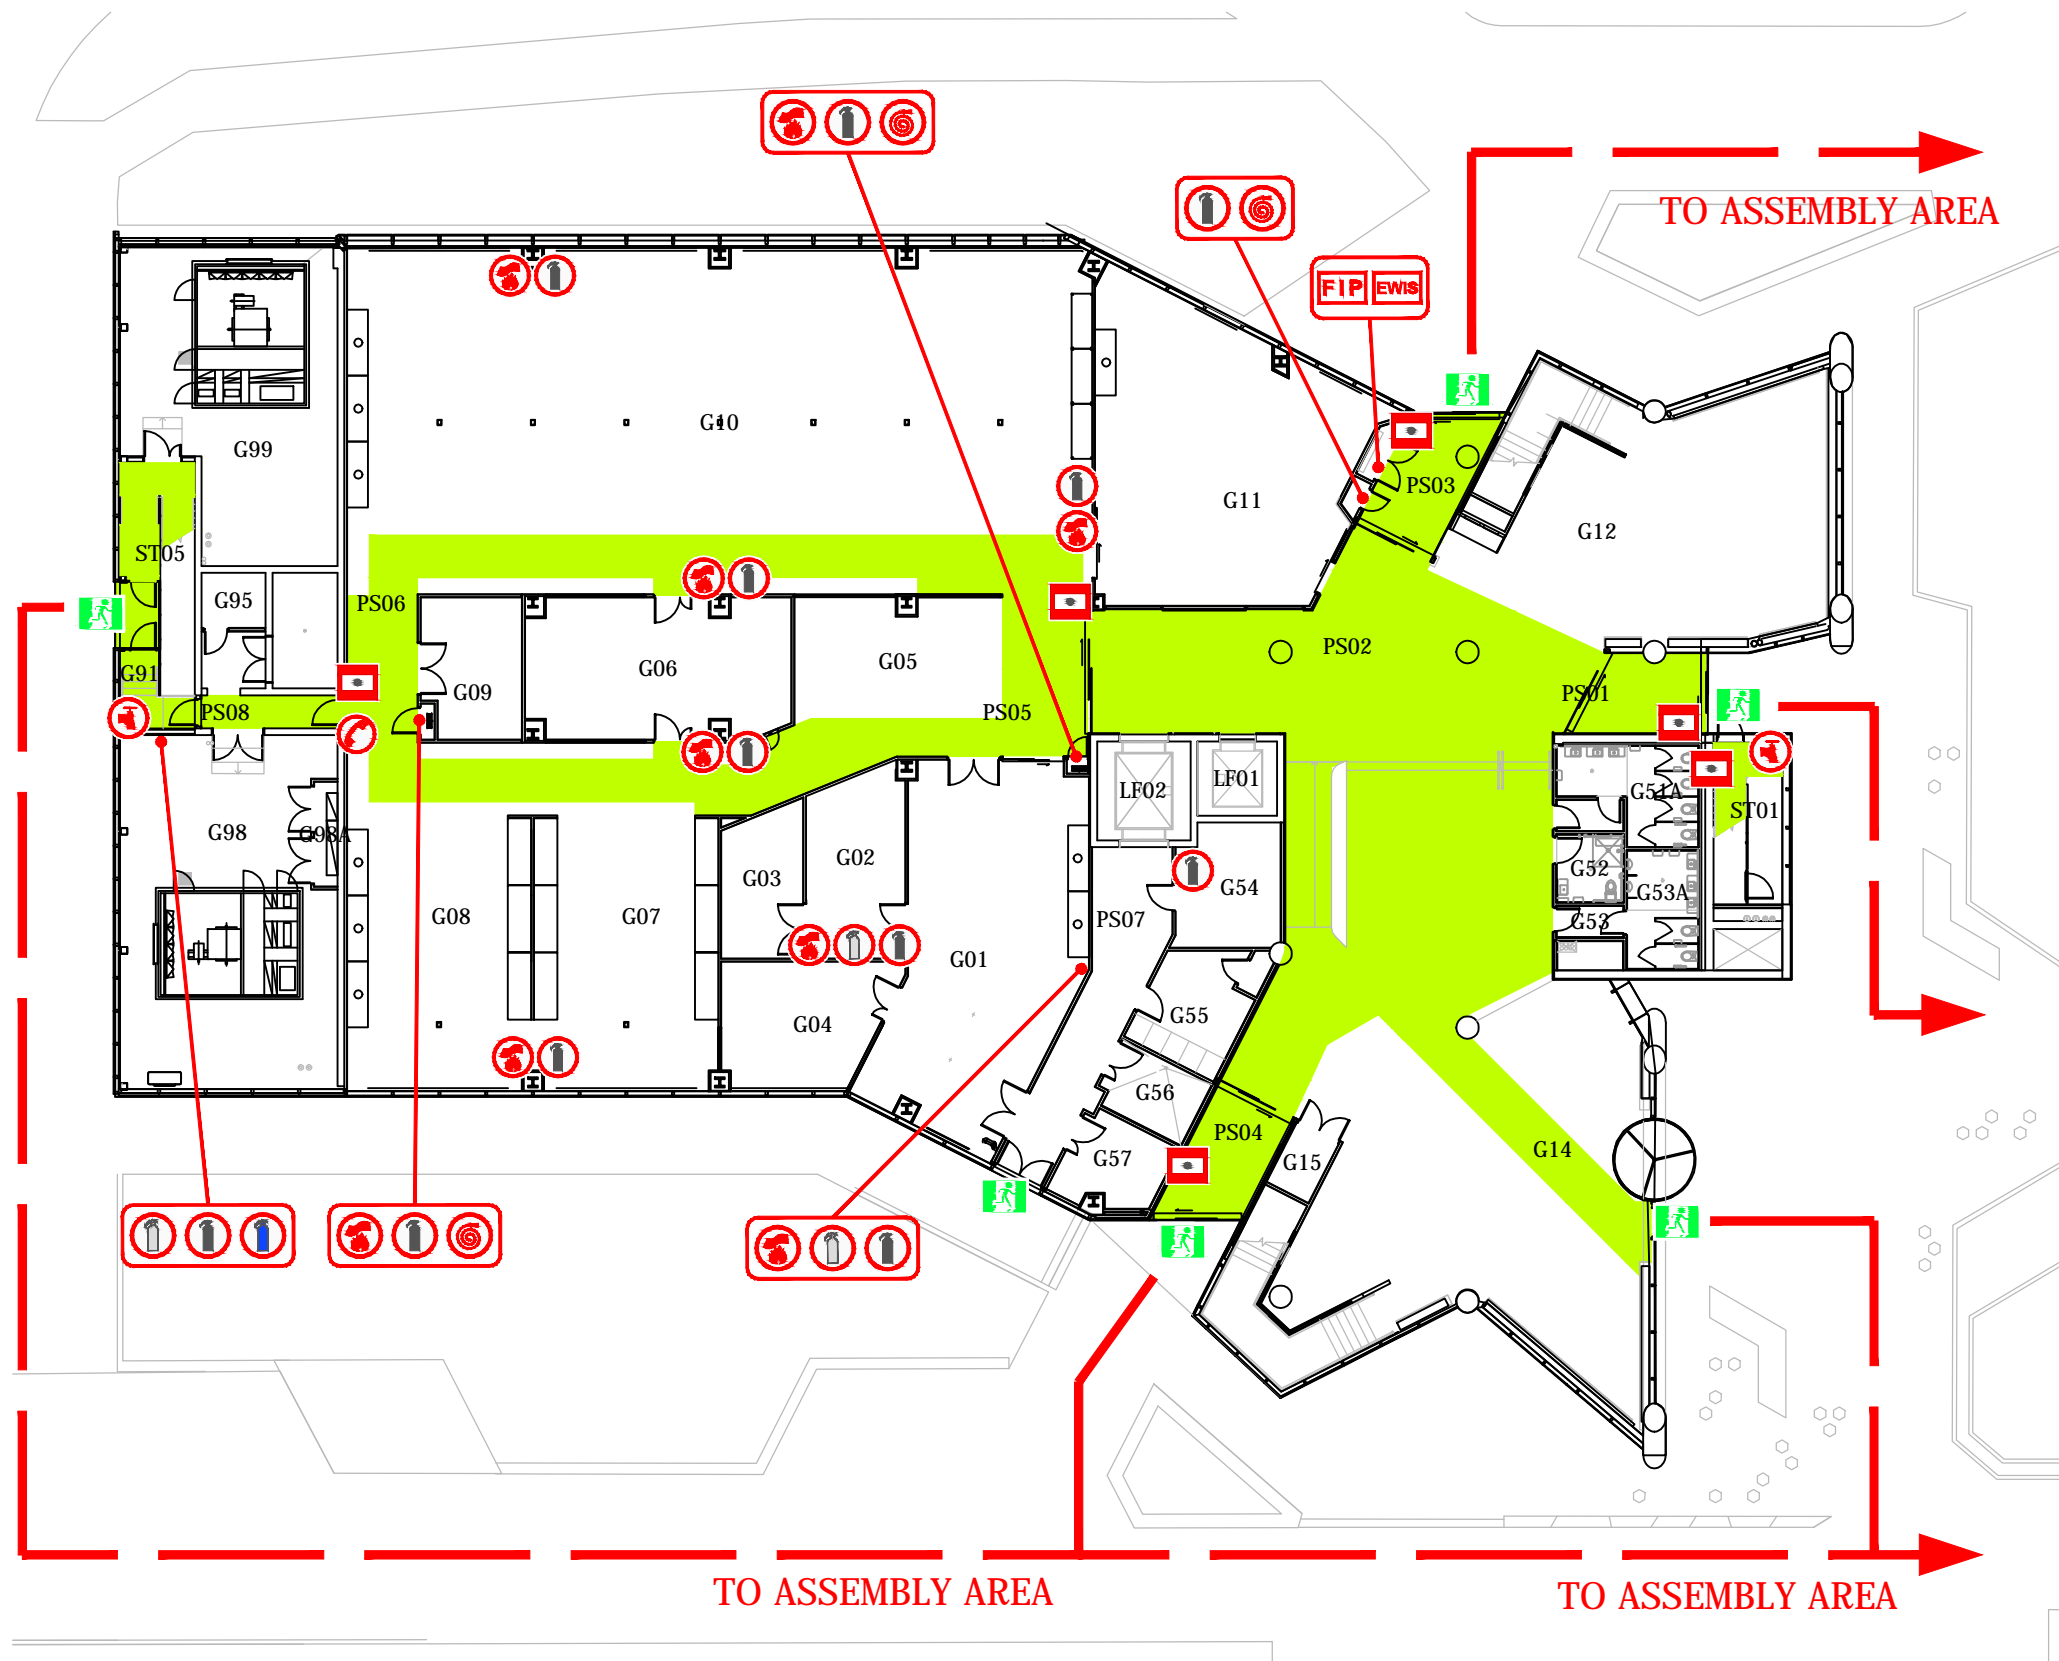 TO ASSEMBLY AREA
FIP EWIS
G10
G99
PS03
G11
G12
ST05
G95
PS06
PS02
G05
G06
G91
G09
PS01
PS08
PS05
LF02
LF01
G51A
ST01
G98
G98A
G02
G03
G52
G54
G53A
G08
G07
PS07
G53
G01
G55
G04
G56
PS04
G14
G57
G15
TO ASSEMBLY AREA
TO ASSEMBLY AREA